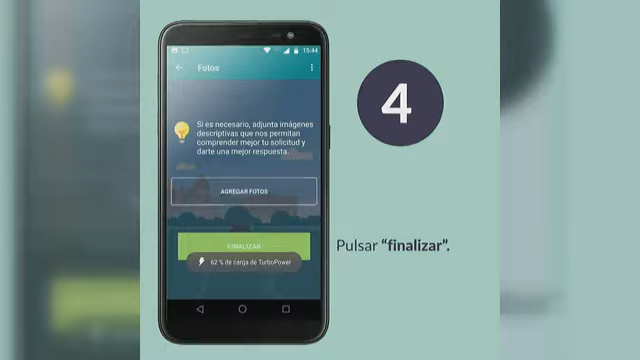 15:44
Fotos
Si es necesario, adjunta imágenes
descriptivas que nos permitan
comprender mejor tu solicitud y
darte una mejor respuesta.
AGREGAR FOTOS
FINALIZAR
62 % de carga de TurboPower
4
Pulsar “finalizar”.